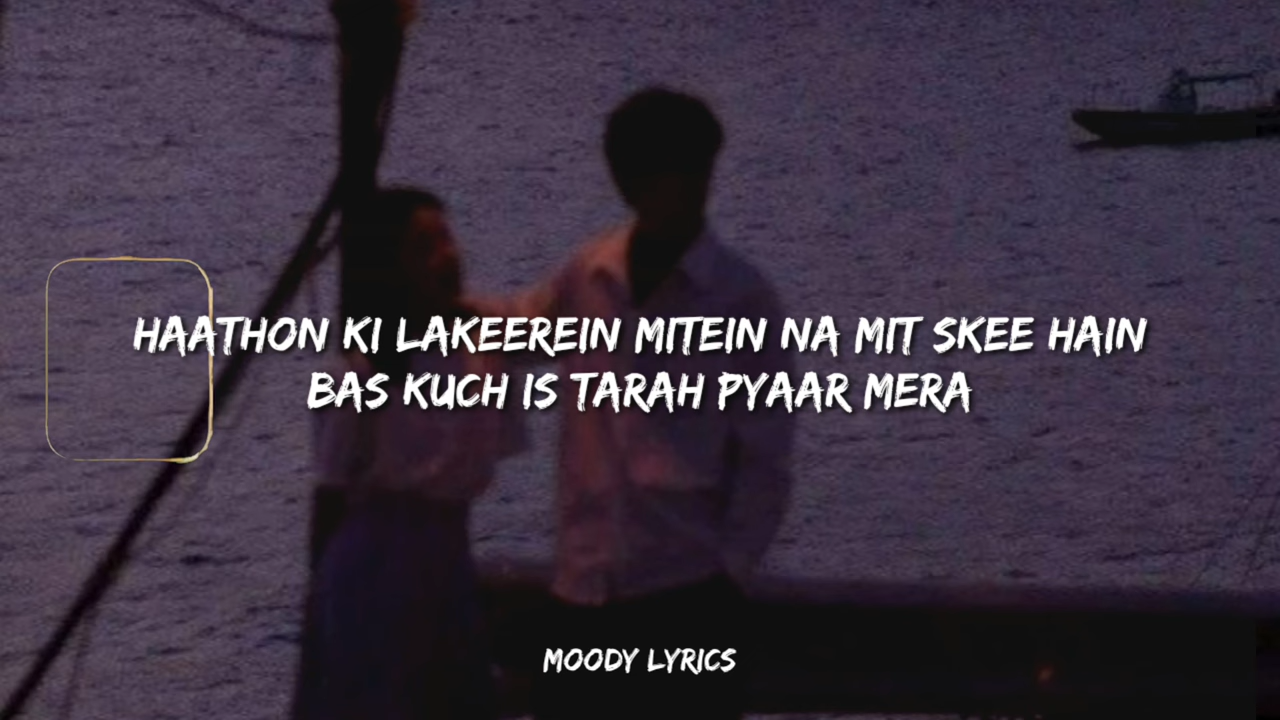 HAATHON KI LAKEEREIN MITEIN NA MIT SKEE HAIN
BAS KUCH IS TARAH PYAAR MERA
MOODY LYRICS